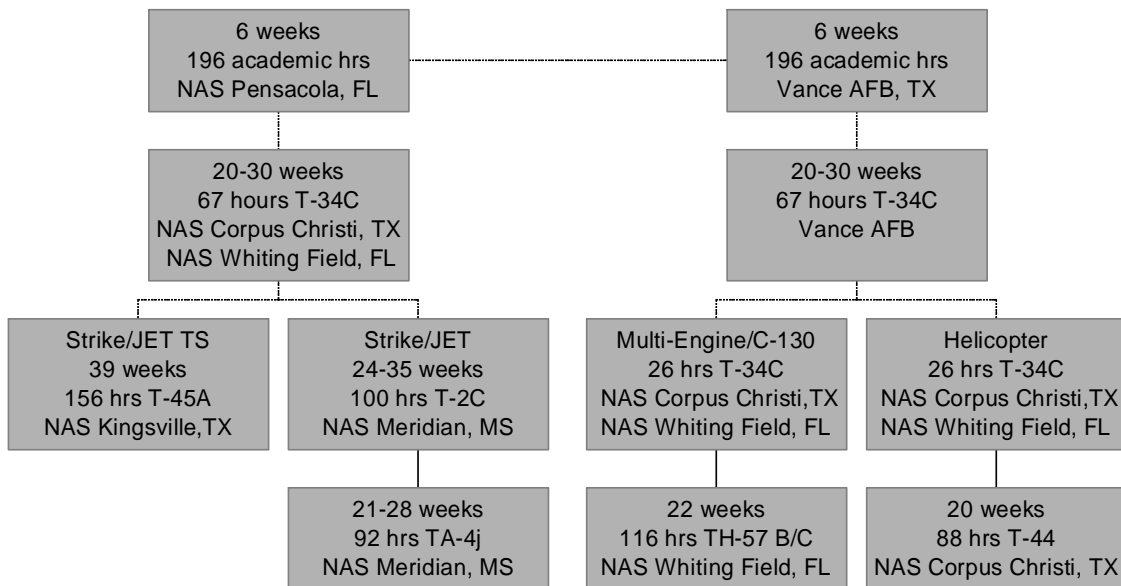 6 weeks
196 academic hrs
NAS Pensacola, FL
6 weeks
196 academic hrs
Vance AFB, TX
20-30 weeks
67 hours T-34C
NAS Corpus Christi, TX
NAS Whiting Field, FL
20-30 weeks
67 hours T-34C
Vance AFB
Strike/JET TS
39 weeks
156 hrs T-45A
NAS Kingsville,TX
Strike/JET
24-35 weeks
100 hrs T-2C
NAS Meridian, MS
Multi-Engine/C-130
26 hrs T-34C
NAS Corpus Christi,TX
NAS Whiting Field, FL
Helicopter
26 hrs T-34C
NAS Corpus Christi,TX
NAS Whiting Field, FL
21-28 weeks
92 hrs TA-4j
NAS Meridian, MS
22 weeks
116 hrs TH-57 B/C
NAS Whiting Field, FL
20 weeks
88 hrs T-44
NAS Corpus Christi, TX